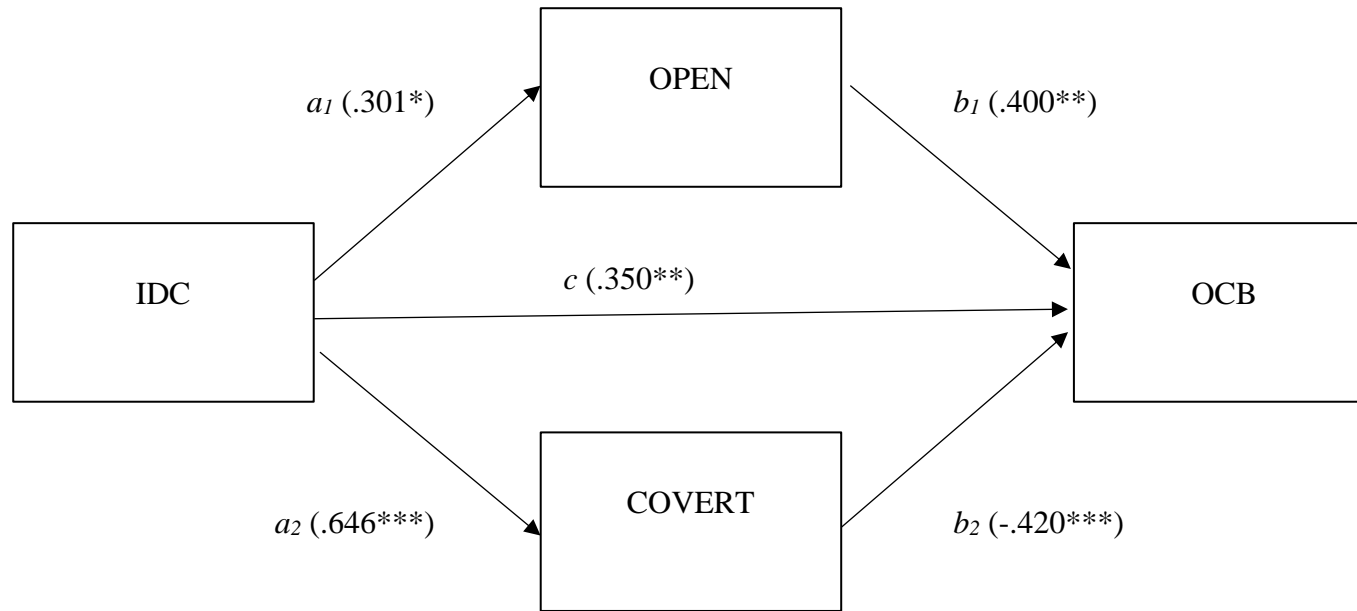 OPEN
a1 (.301*)
b1 (.400**)
IDC
c (.350**)
OCB
COVERT
a2 (.646***)
b2 (-.420***)